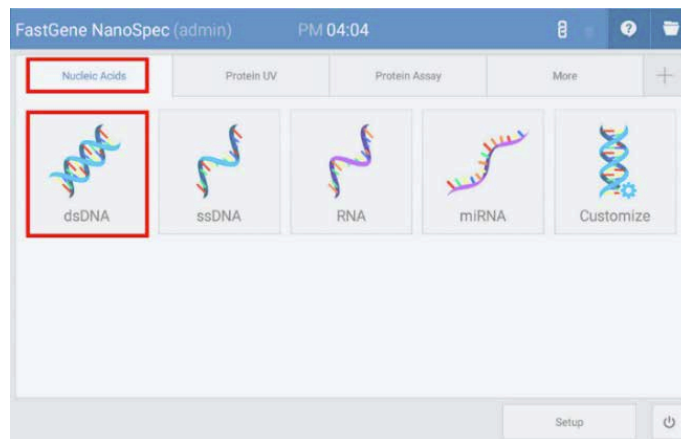 FastGene NanoSpec (admin) PM 04:04
Nucleic Acids Protein UV Protein Assay More
dsDNA ssDNA RNA miRNA Customize
Setup